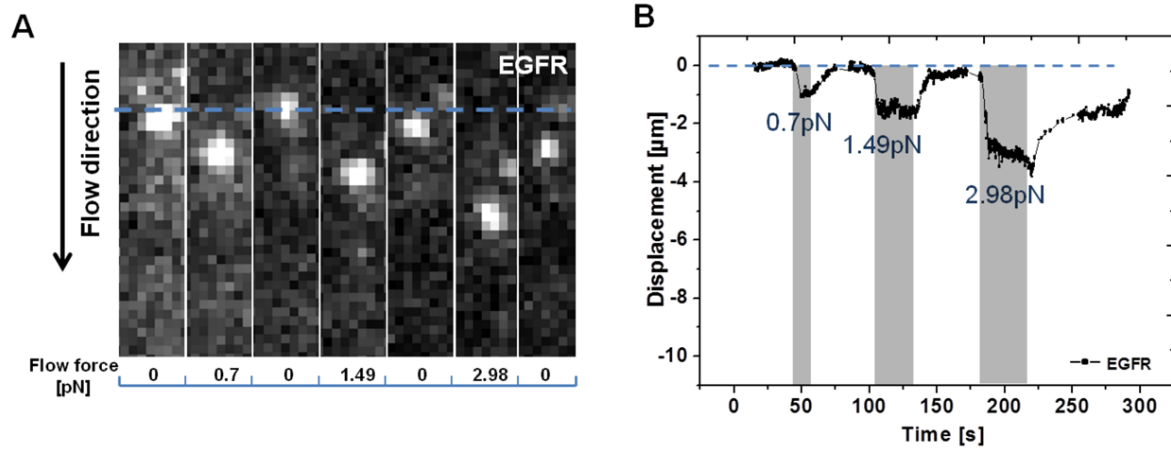 A
EGFR
Flow direction
Flow force
[pN]
0 0.7 0 1.49 0 2.98 0
B
0
-2
-4
-6
-8
-10
Displacement [µm]
0.7pN
1.49pN
2.98pN
EGFR
0 50 100 150 200 250 300
Time [s]